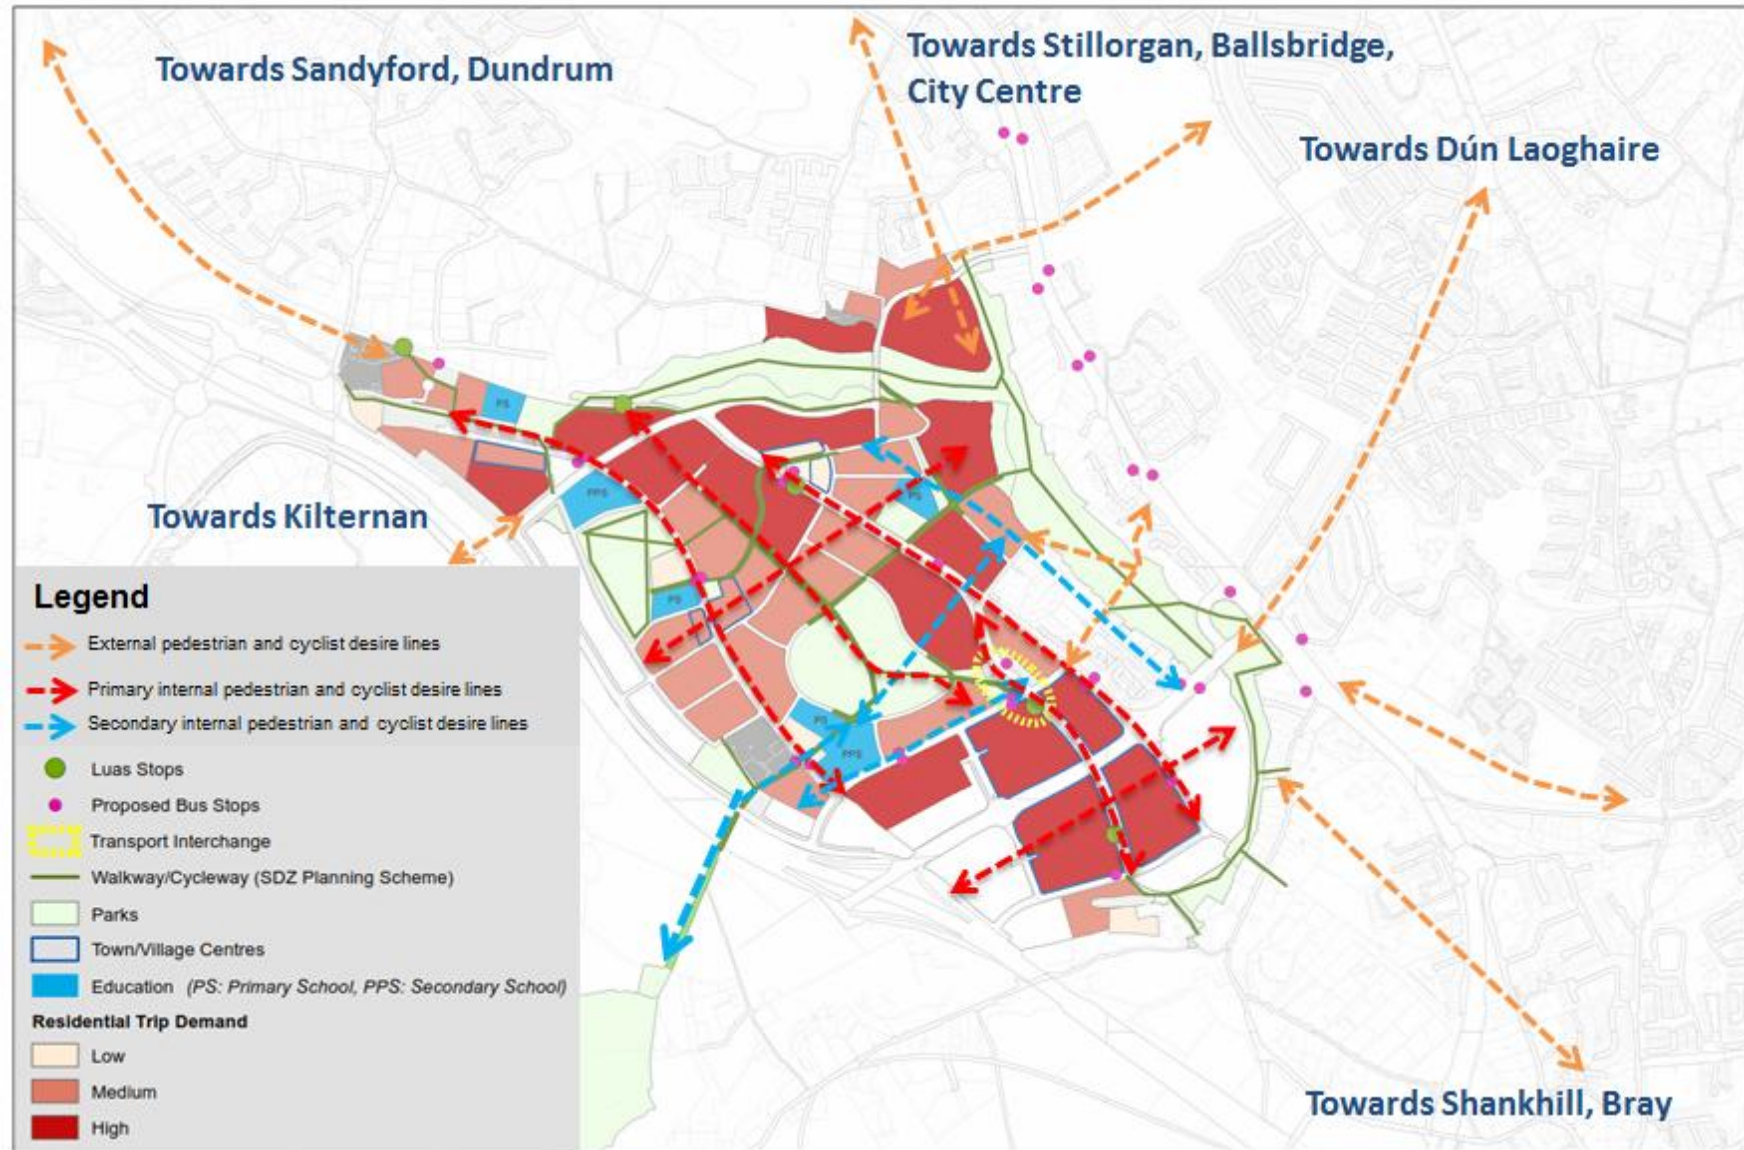 Towards Sandyford, Dundrum
Towards Stillorgan, Ballsbridge,
City Centre
Towards Dún Laoghaire
PS
PPS
PS
Towards Kilternan
PS
PS
PPS
Legend
External pedestrian and cyclist desire lines
Primary internal pedestrian and cyclist desire lines
Secondary internal pedestrian and cyclist desire lines
Luas Stops
Proposed Bus Stops
Transport Interchange
Walkway/Cycleway (SDZ Planning Scheme)
Parks
Town/Village Centres
Education (PS: Primary School, PPS: Secondary School)
Residential Trip Demand
Low
Medium
High
Towards Shankhill, Bray